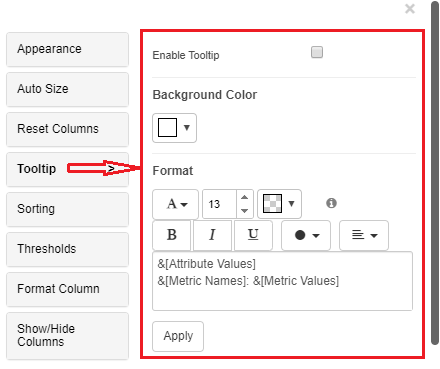 ×
Appearance
Auto Size
Reset Columns
Tooltip >
Sorting
Thresholds
Format Column
Show/Hide
Columns
Enable Tooltip
Background Color
Format
A 13 i
B I U
&[Attribute Values]
&[Metric Names]: &[Metric Values]
Apply